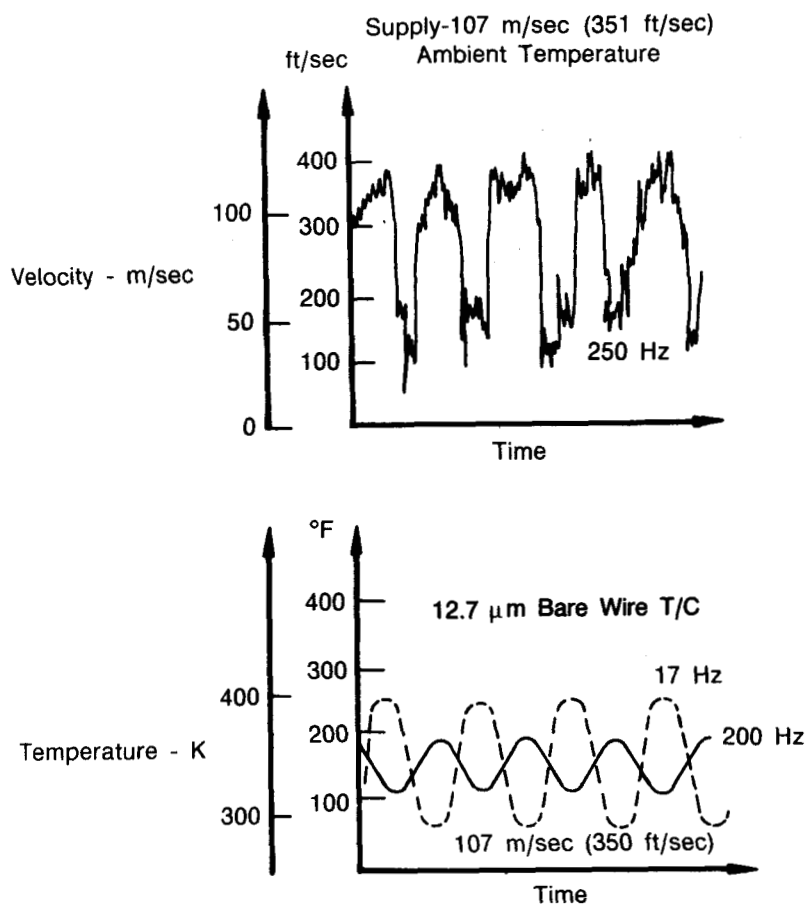 Supply-107 m/sec (351 ft/sec)
Ambient Temperature
ft/sec
400
100
300
Velocity - m/sec
200
50
250 Hz
100
0
Time
°F
400
12.7 μm Bare Wire T/C
300
17 Hz
400
200
200 Hz
Temperature - K
100
300
107 m/sec (350 ft/sec)
Time